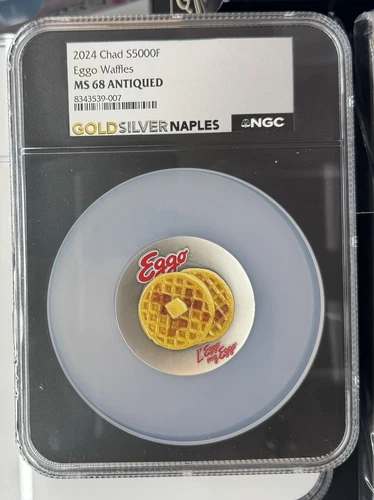 2024 Chad S5000F
Eggo Waffles
MS 68 ANTIQUED
8343539-007
GOLDSILVERNAPLES
NGC
Eggo
L'Eggo
my Eggo